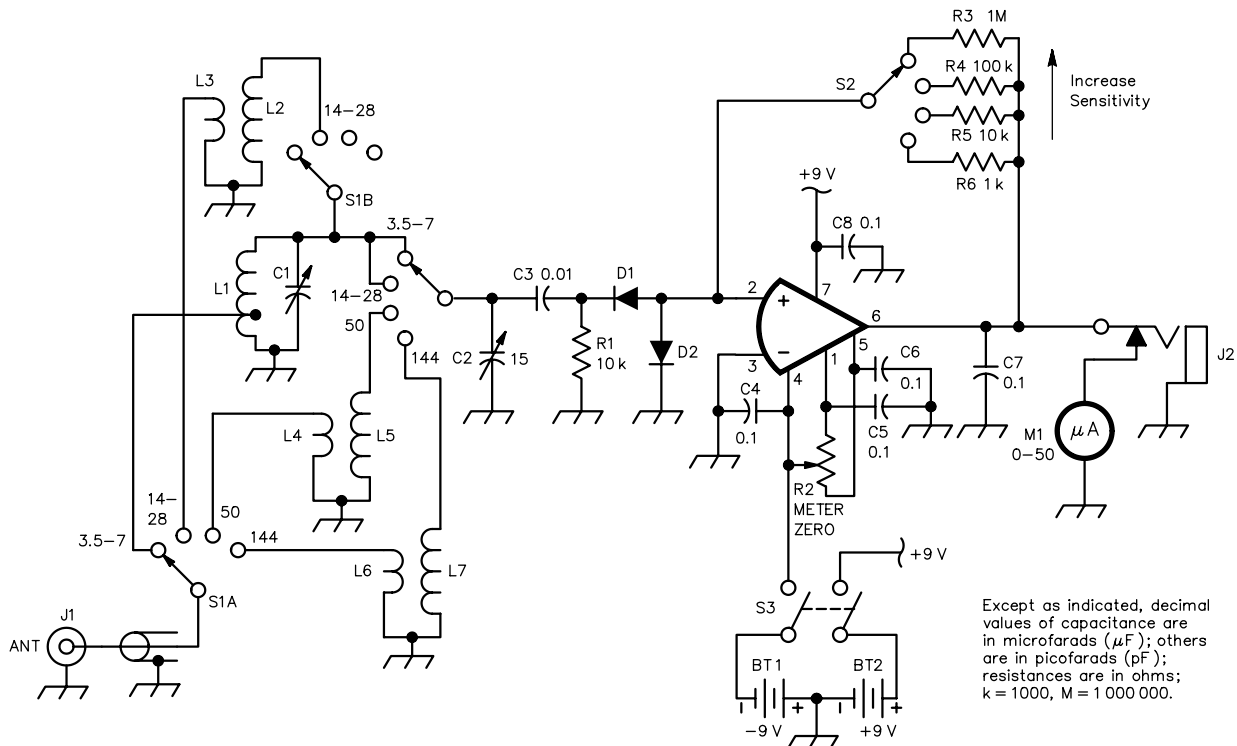 R3 1M
L3
L2
R4 100k
S2
Increase
Sensitivity
14-28
R5 10k
R6 1k
+9 V
S1B
3.5-7
C8 0.1
L1
C1
C3 0.01
D1
14-28
2
+
7
50
6
R1
10k
D2
5
C2
15
144
3
−
4
1
C6
0.1
C7
0.1
J2
C4
0.1
C5
0.1
L4
L5
M1
0-50
μA
R2
METER
ZERO
14-
28
50
3.5-7
144
L6
L7
+9 V
S1A
S3
J1
ANT
BT1
BT2
− +
− +
−9 V
+9 V
Except as indicated, decimal
values of capacitance are
in microfarads (μF); others
are in picofarads (pF);
resistances are in ohms;
k = 1000, M = 1 000 000.